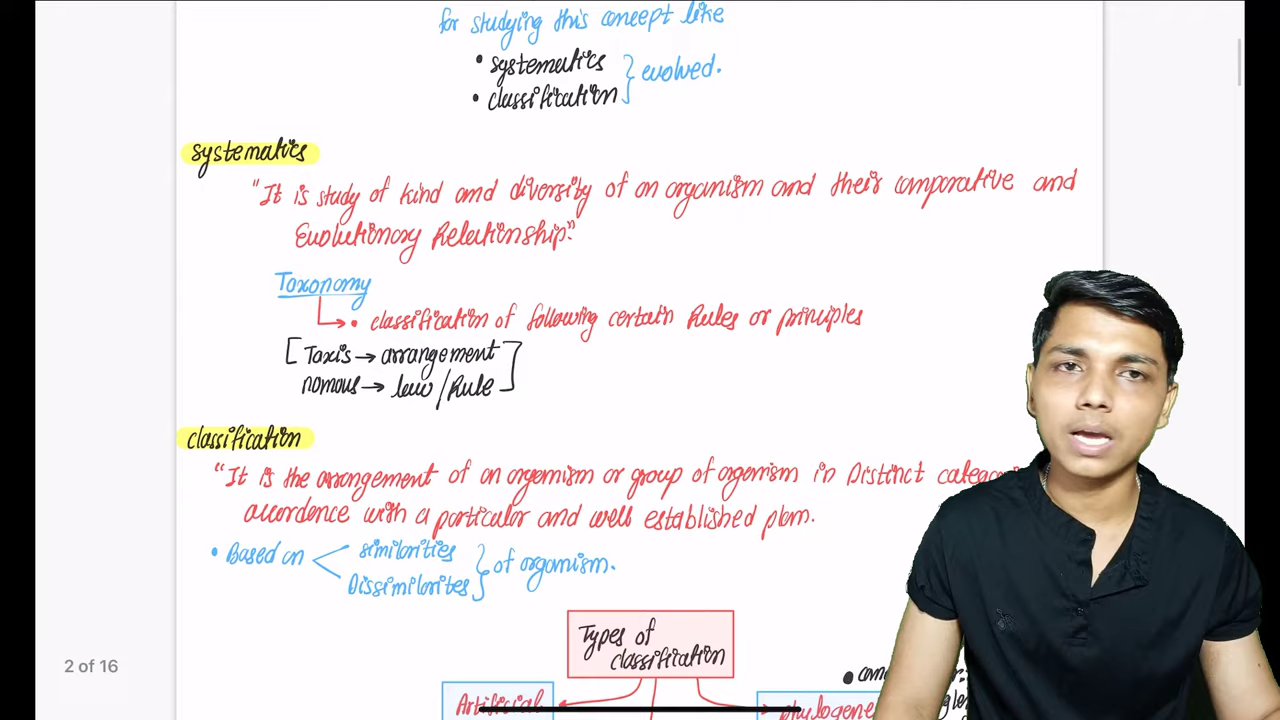 for studying this concept like
• systematics
• classification } evolved.
systematics
"It is study of kind and diversity of an organism and their comparative and
Evolutionary Relationship."
Taxonomy
• classification of following certain Rules or principles
[Taxis → arrangement
nomous → law / Rule]
classification
"It is the arrangement of an organism or group of organism in Distinct
accordence with a particular and well established plan.
• Based on similarities
Dissimilorites } of organism.
Types of
classification
Artificial
2 of 16